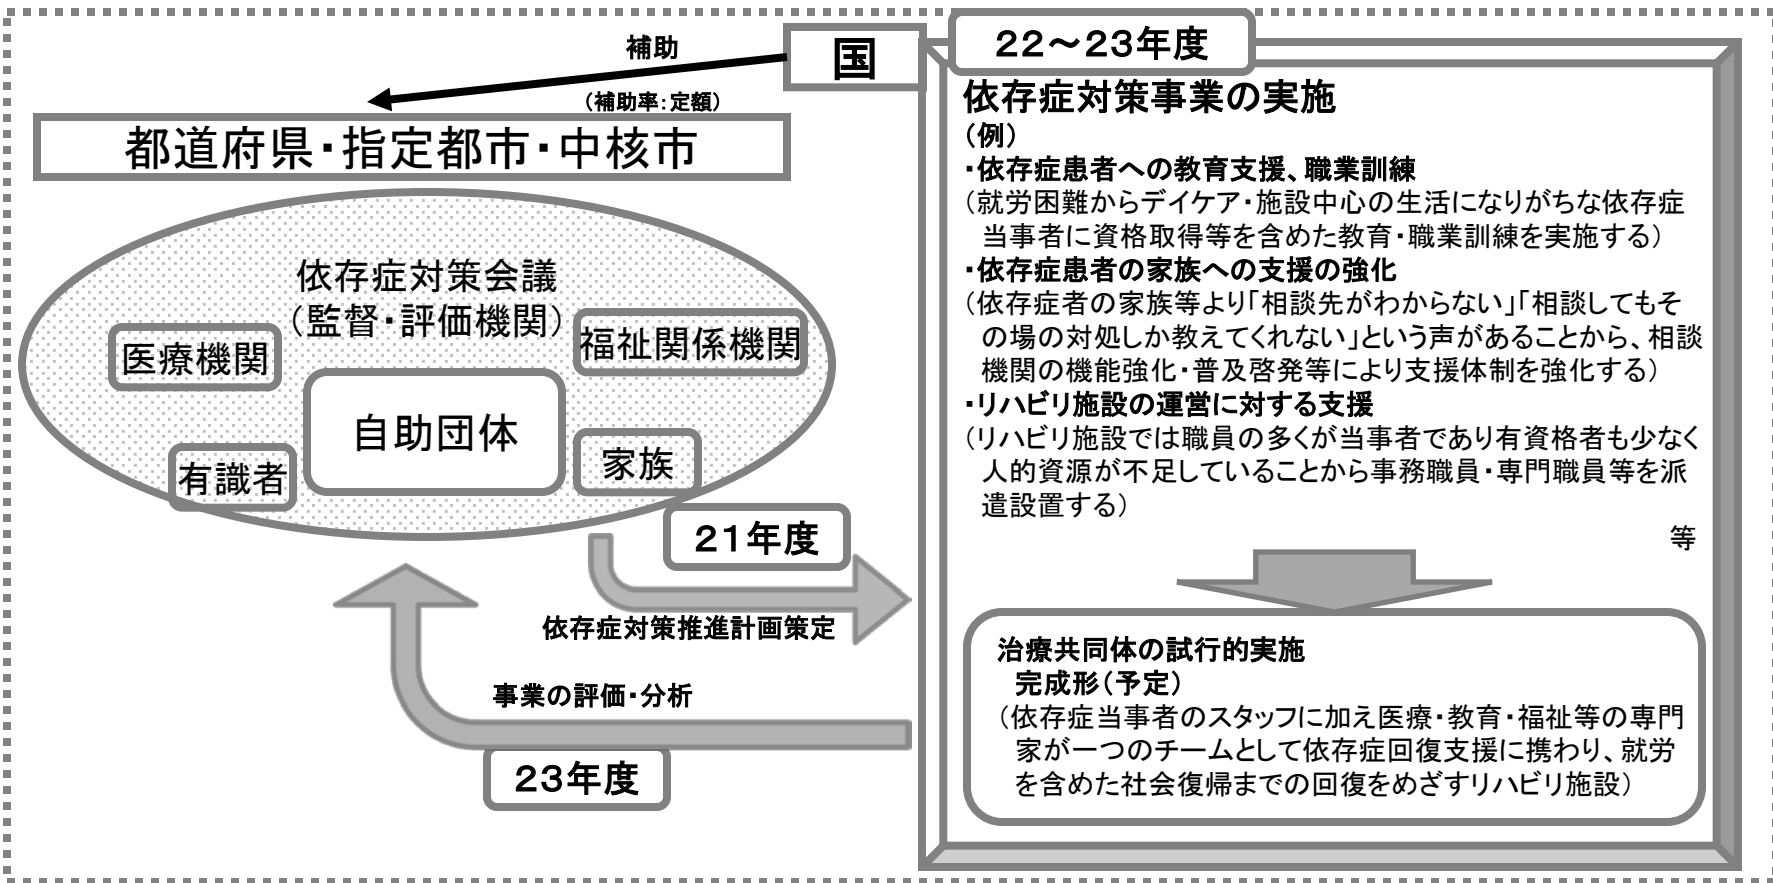 補助
国
（補助率：定額）
都道府県・指定都市・中核市
依存症対策会議
（監督・評価機関）
医療機関
福祉関係機関
自助団体
有識者
家族
２１年度
依存症対策推進計画策定
事業の評価・分析
２３年度
２２～２３年度
依存症対策事業の実施
（例）
・依存症患者への教育支援、職業訓練
（就労困難からデイケア・施設中心の生活になりがちな依存症
当事者に資格取得等を含めた教育・職業訓練を実施する）
・依存症患者の家族への支援の強化
（依存症者の家族等より「相談先がわからない」「相談してもそ
の場の対処しか教えてくれない」という声があることから、相談
機関の機能強化・普及啓発等により支援体制を強化する）
・リハビリ施設の運営に対する支援
（リハビリ施設では職員の多くが当事者であり有資格者も少なく
人的資源が不足していることから事務職員・専門職員等を派
遣設置する）
等
治療共同体の試行的実施
完成形（予定）
（依存症当事者のスタッフに加え医療・教育・福祉等の専門
家が一つのチームとして依存症回復支援に携わり、就労
を含めた社会復帰までの回復をめざすリハビリ施設）